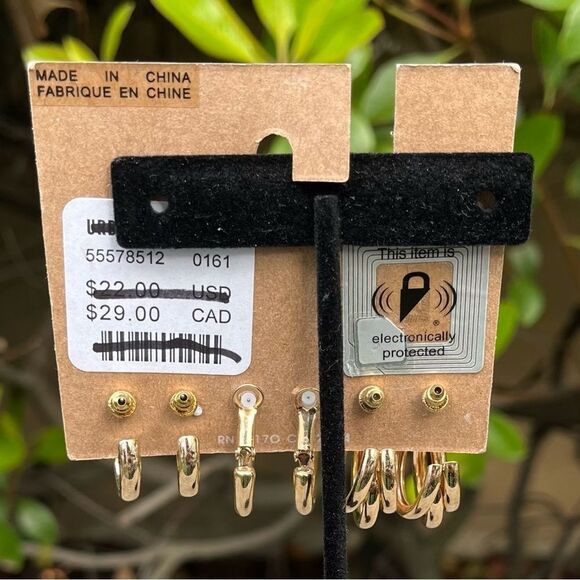 MADE IN CHINA
FABRIQUE EN CHINE
55578512 0161
$22.00 USD
$29.00 CAD
This item is
®
electronically
protected
RN